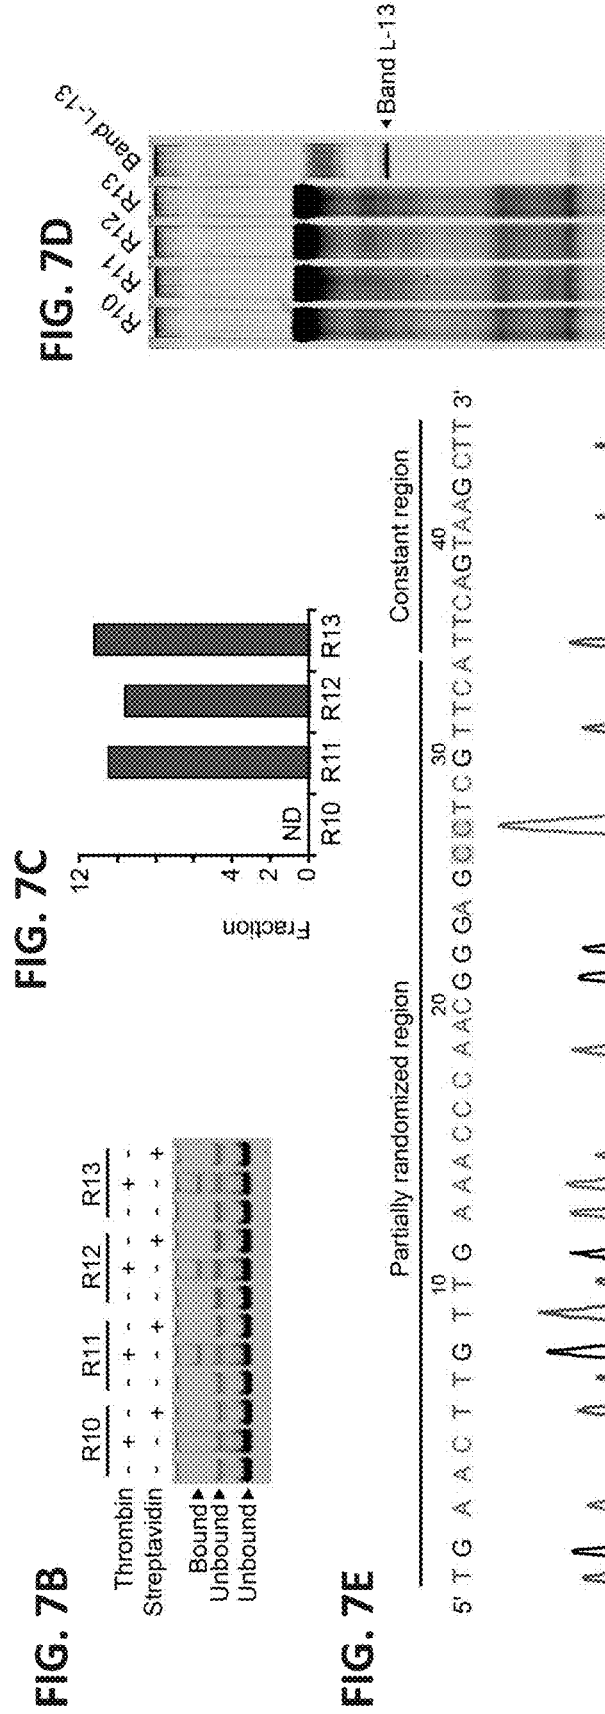 FIG. 7B
R10 R11 R12 R13
Thrombin - + - - + - - + - - + -
Streptavidin - - + - - + - - + - - +
Bound
Unbound
Unbound
FIG. 7C
12
4
2
0
Fraction
ND
R10 R11 R12 R13
FIG. 7D
R10 R11 R12 R13 Band L-13
Band L-13
FIG. 7E
Partially randomized region
Constant region
10 20 30 40